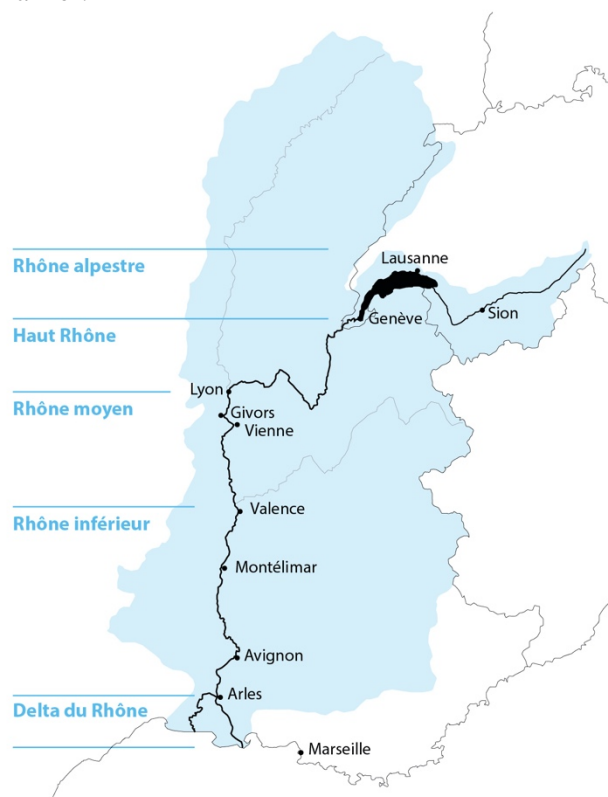 Lausanne
Rhône alpestre
Sion
Genève
Haut Rhône
Lyon
Rhône moyen
Givors
Vienne
Valence
Rhône inférieur
Montélimar
Avignon
Arles
Delta du Rhône
Marseille